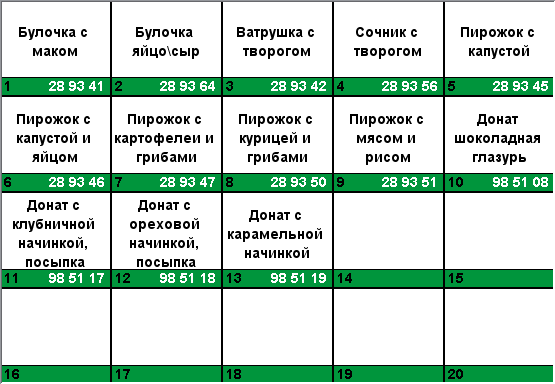 Булочка с
маком
1 28 93 41
Булочка
яйцо\сыр
2 28 93 64
Ватрушка с
творогом
3 28 93 42
Сочник с
творогом
4 28 93 56
Пирожок с
капустой
5 28 93 45
Пирожок с
капустой и
яйцом
6 28 93 46
Пирожок с
картофелеи и
грибами
7 28 93 47
Пирожок с
курицей и
грибами
8 28 93 50
Пирожок с
мясом и
рисом
9 28 93 51
Донат
шоколадная
глазурь
10 98 51 08
Донат с
клубничной
начинкой,
посыпка
11 98 51 17
Донат с
ореховой
начинкой,
посыпка
12 98 51 18
Донат с
карамельной
начинкой
13 98 51 19
14
15
16
17
18
19
20